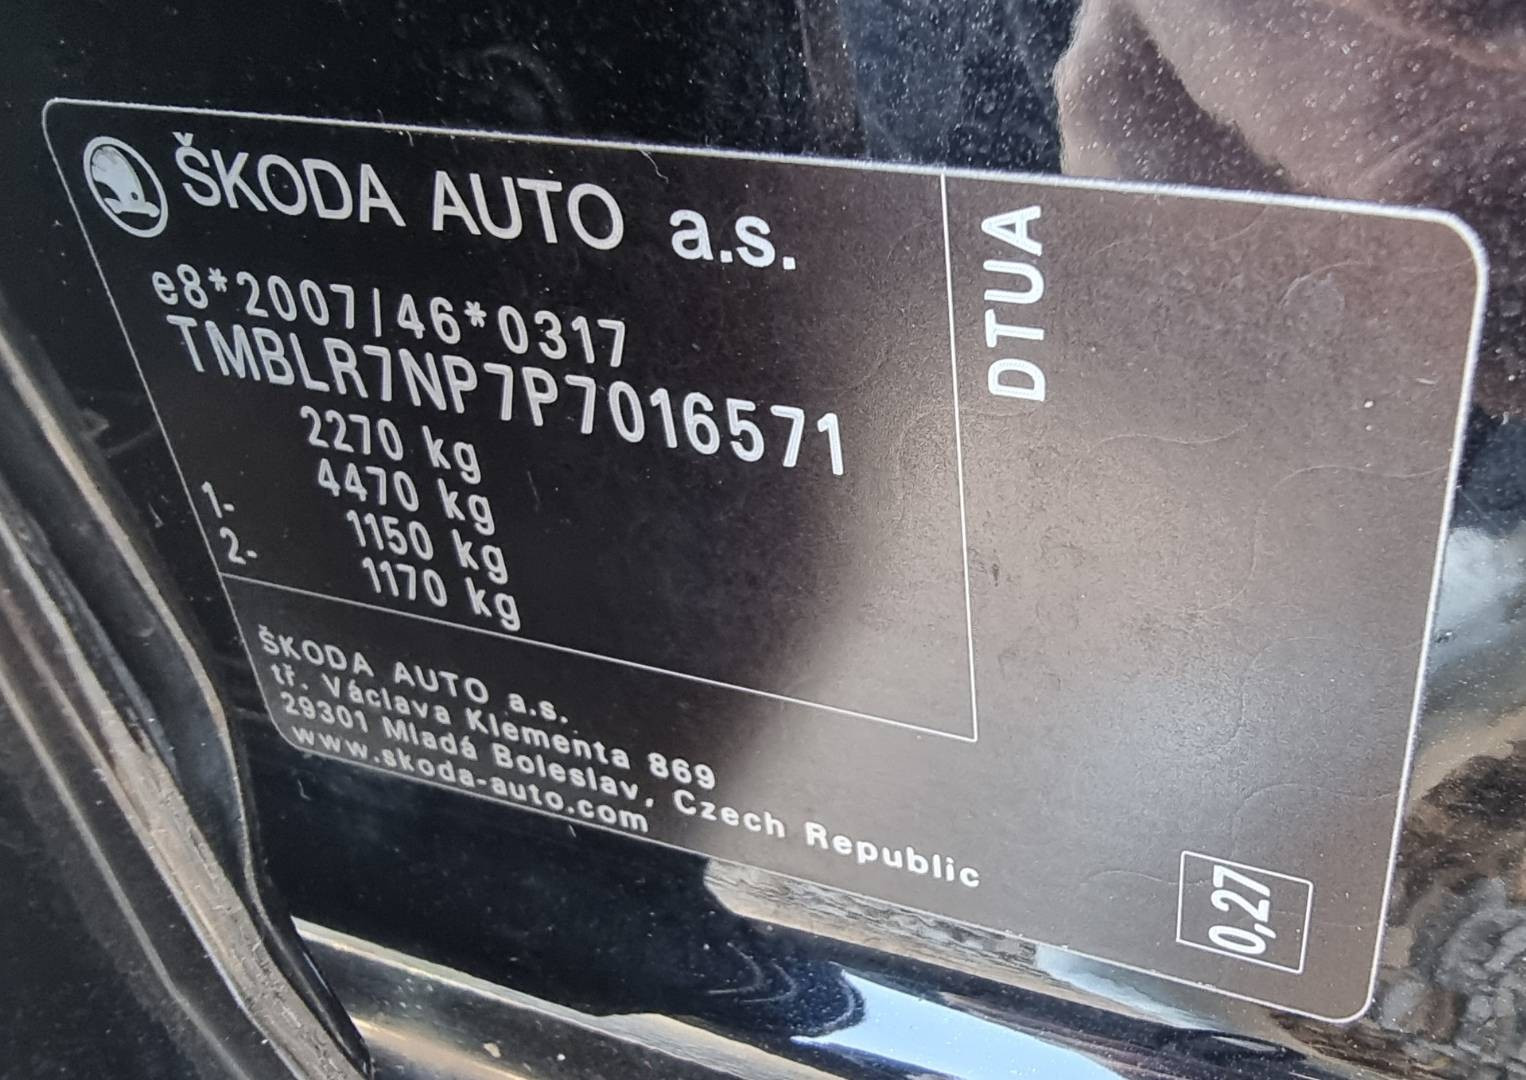 ŠKODA AUTO a.s.
e8*2007/46*0317
TMBLR7NP7P7016571
2270 kg
4470 kg
1- 1150 kg
2- 1170 kg
ŠKODA AUTO a.s.
tř. Václava Klementa 869
29301 Mladá Boleslav, Czech Republic
www.skoda-auto.com
DTUA
0,27